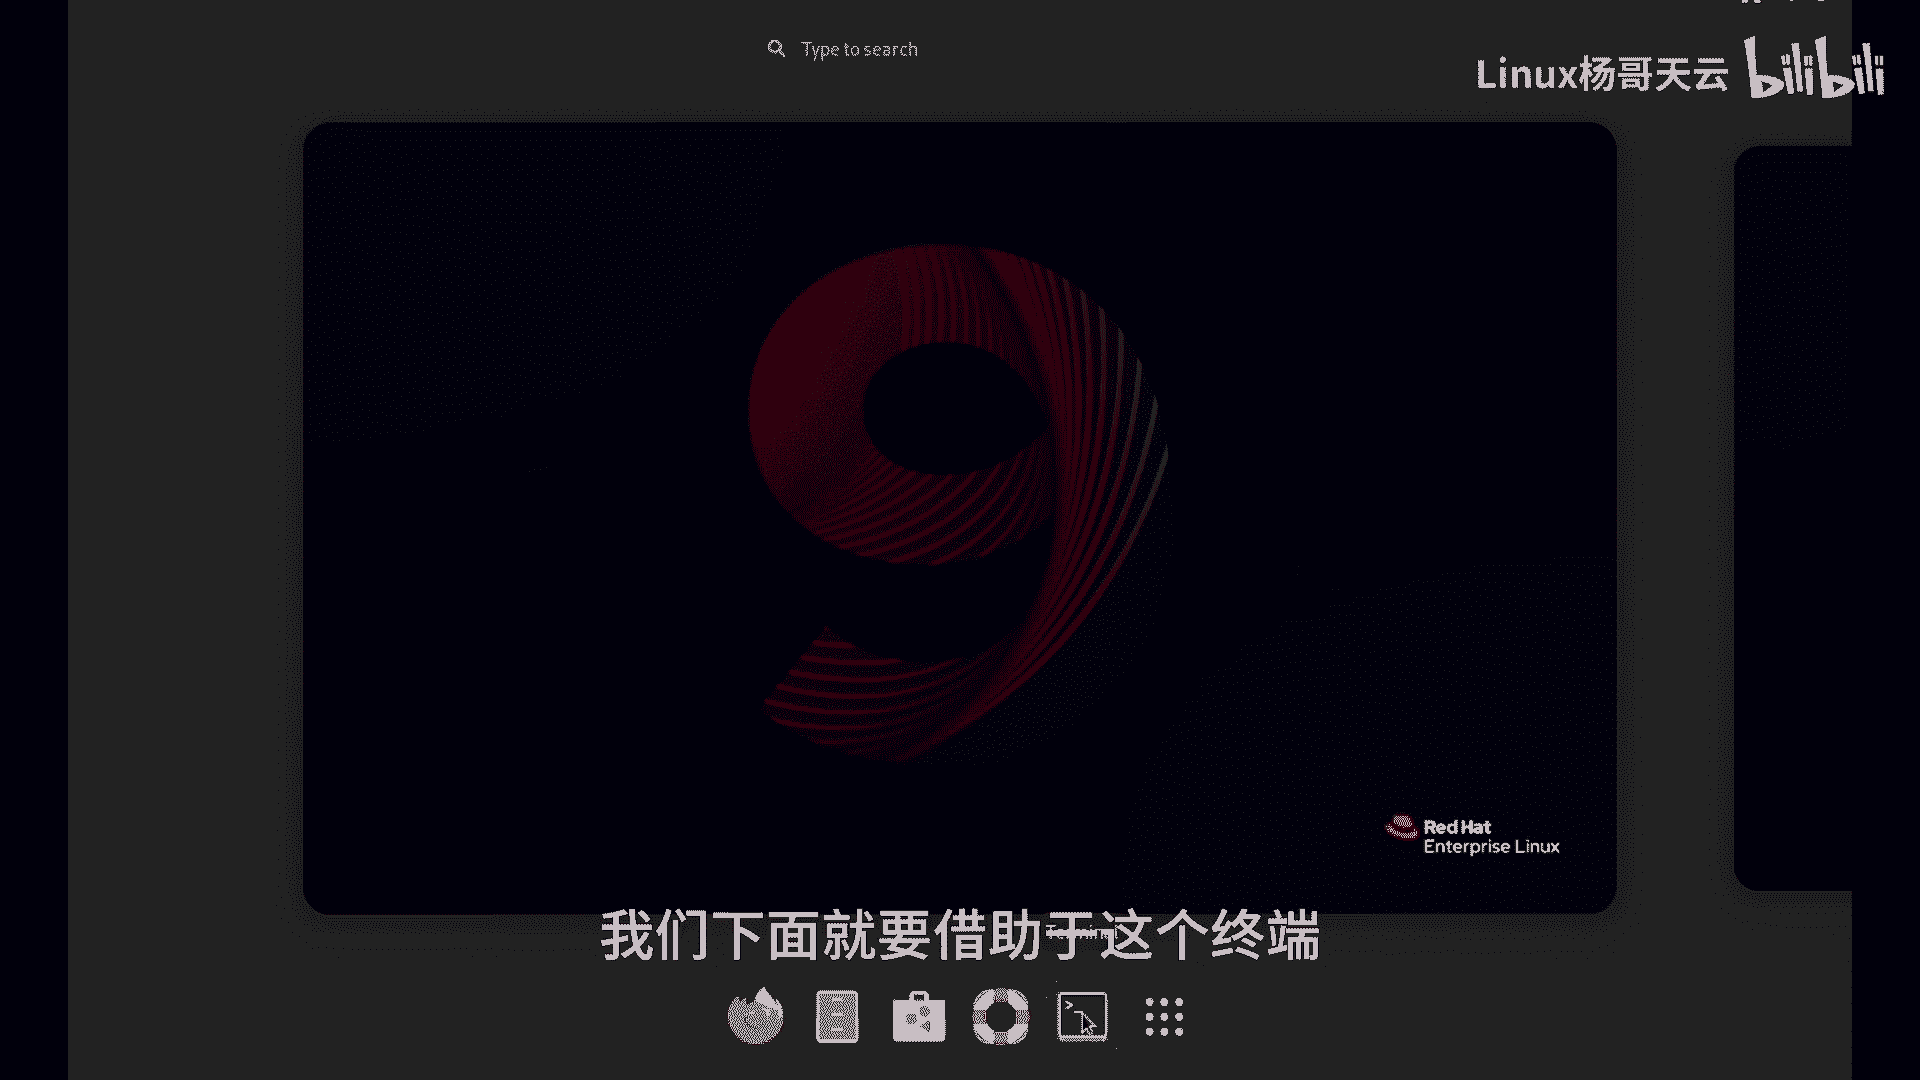 Type to search
Linux杨哥天云 bilibili
Red Hat
Enterprise Linux
Terminal
我们下面就要借助于这个终端